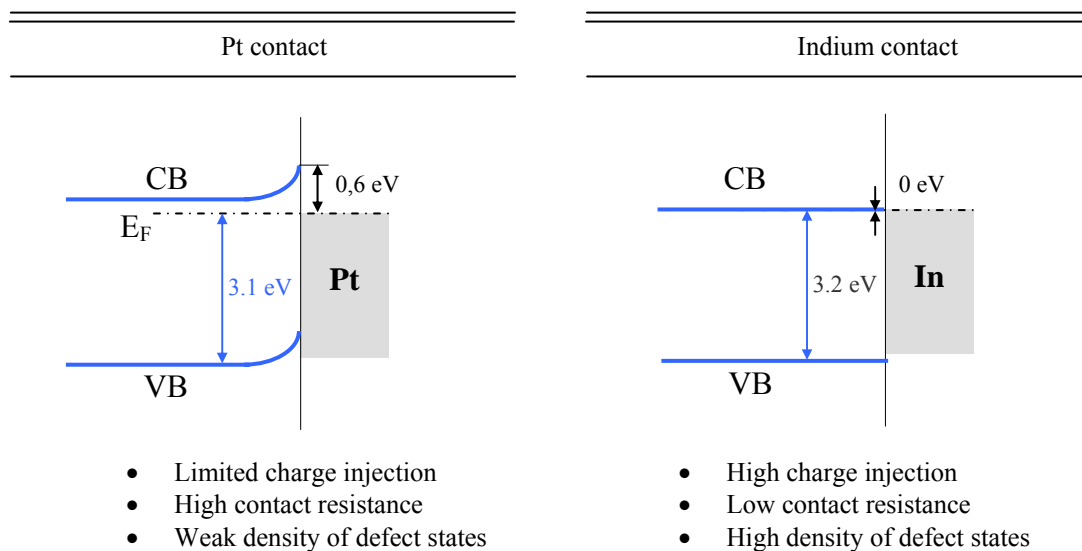 Pt contact
Indium contact
CB
0,6 eV
E_F
3.1 eV
Pt
VB
CB
0 eV
3.2 eV
In
VB
• Limited charge injection
• High contact resistance
• Weak density of defect states
• High charge injection
• Low contact resistance
• High density of defect states